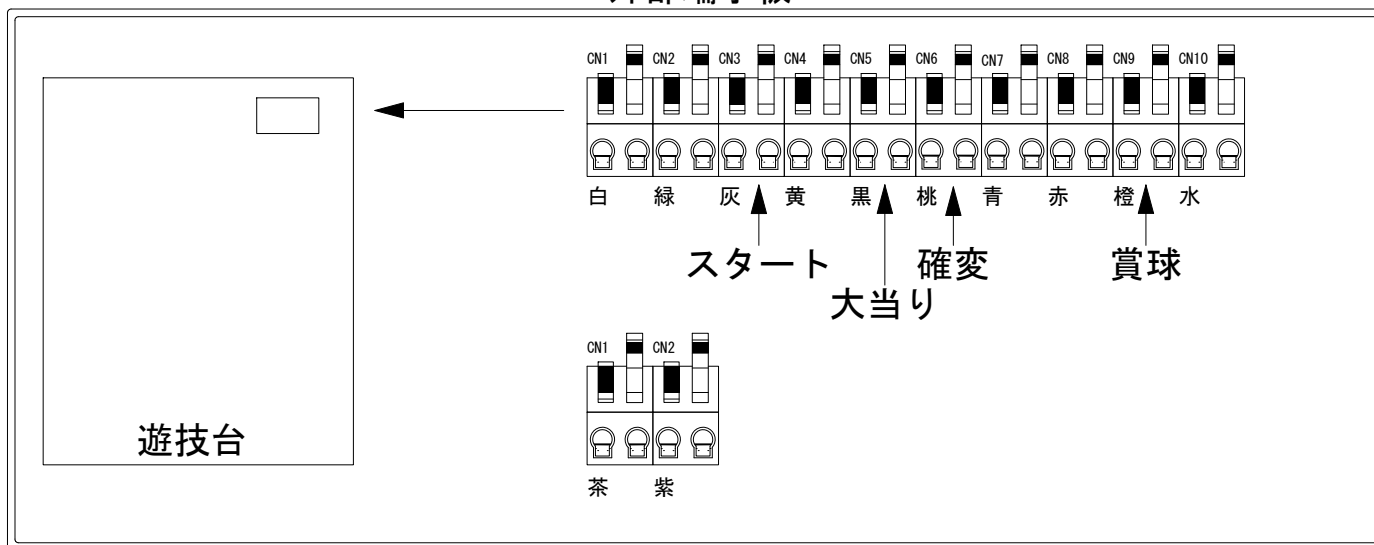 CN1 CN2 CN3 CN4 CN5 CN6 CN7 CN8 CN9 CN10
白 緑 灰 黄 黒 桃 青 赤 橙 水
スタート 確変 賞球
大当り
CN1 CN2
遊技台
茶 紫